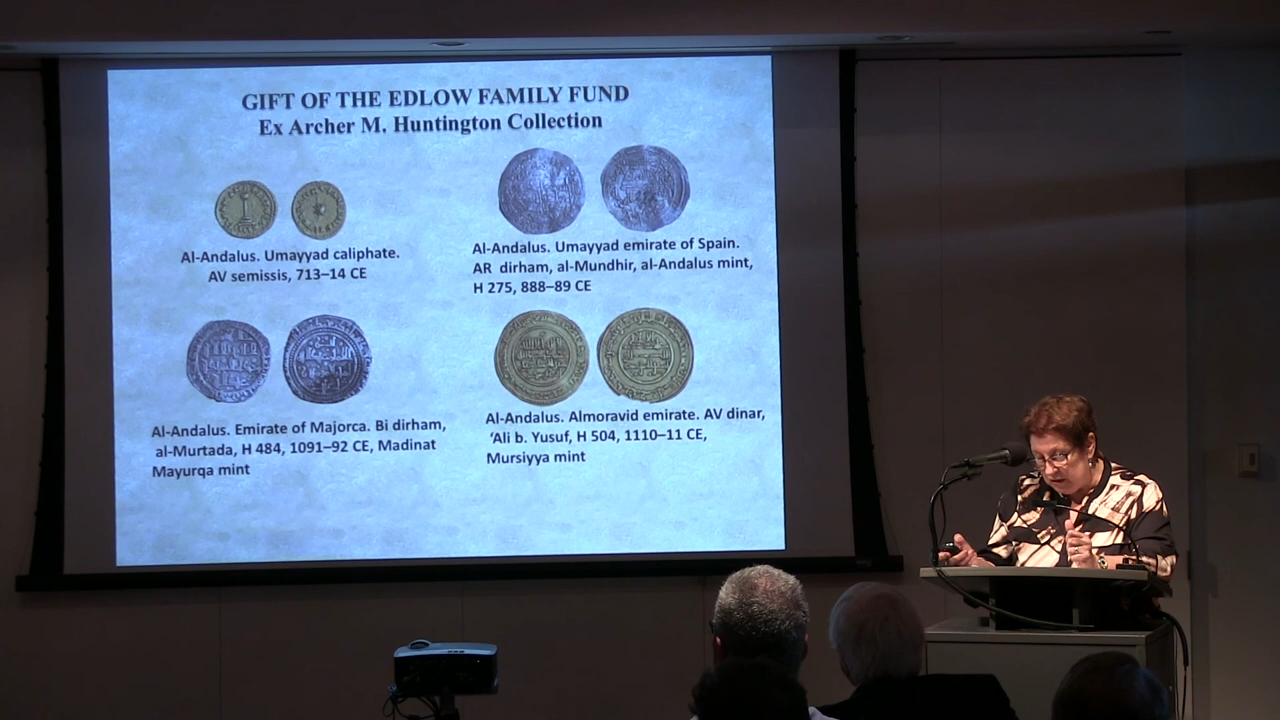 GIFT OF THE EDLOW FAMILY FUND
Ex Archer M. Huntington Collection
Al-Andalus. Umayyad caliphate.
AV semissis, 713–14 CE
Al-Andalus. Umayyad emirate of Spain.
AR dirham, al-Mundhir, al-Andalus mint,
H 275, 888–89 CE
Al-Andalus. Emirate of Majorca. Bi dirham,
al-Murtada, H 484, 1091–92 CE, Madinat
Mayurqa mint
Al-Andalus. Almoravid emirate. AV dinar,
'Ali b. Yusuf, H 504, 1110–11 CE,
Mursiyya mint